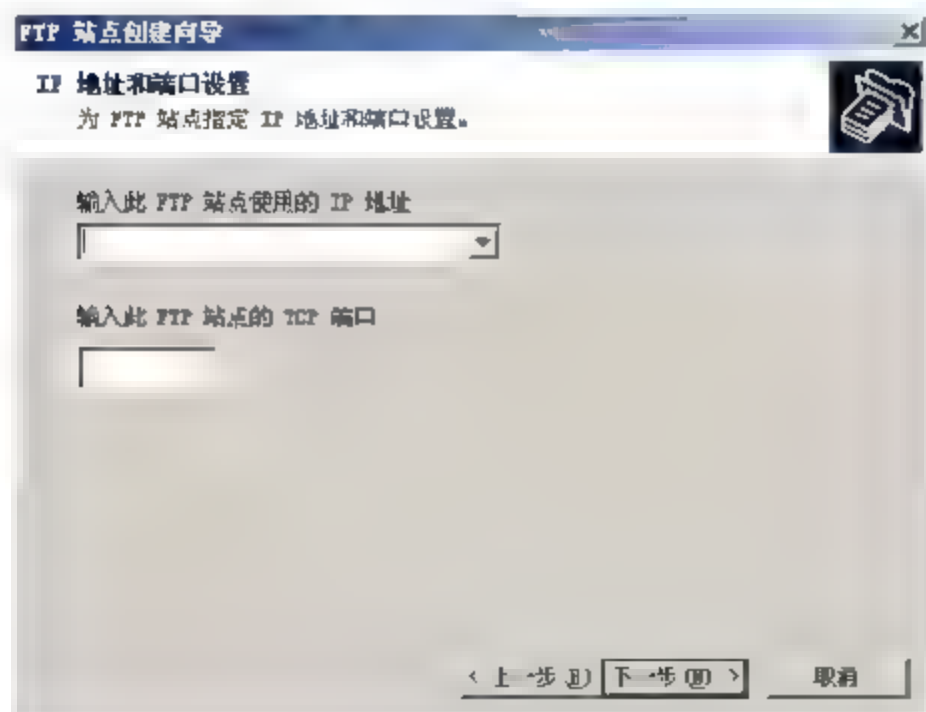 FTP 站点创建向导
IP 地址和端口设置
为 FTP 站点指定 IP 地址和端口设置。
输入此 FTP 站点使用的 IP 地址
输入此 FTP 站点的 TCP 端口
< 上一步(B) 下一步(N) > 取消